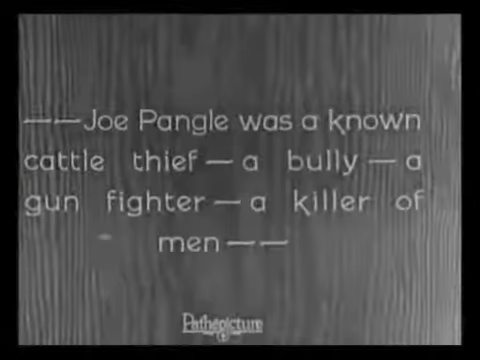 ——Joe Pangle was a known
cattle thief — a bully — a
gun fighter — a killer of
men ——
Pathépicture